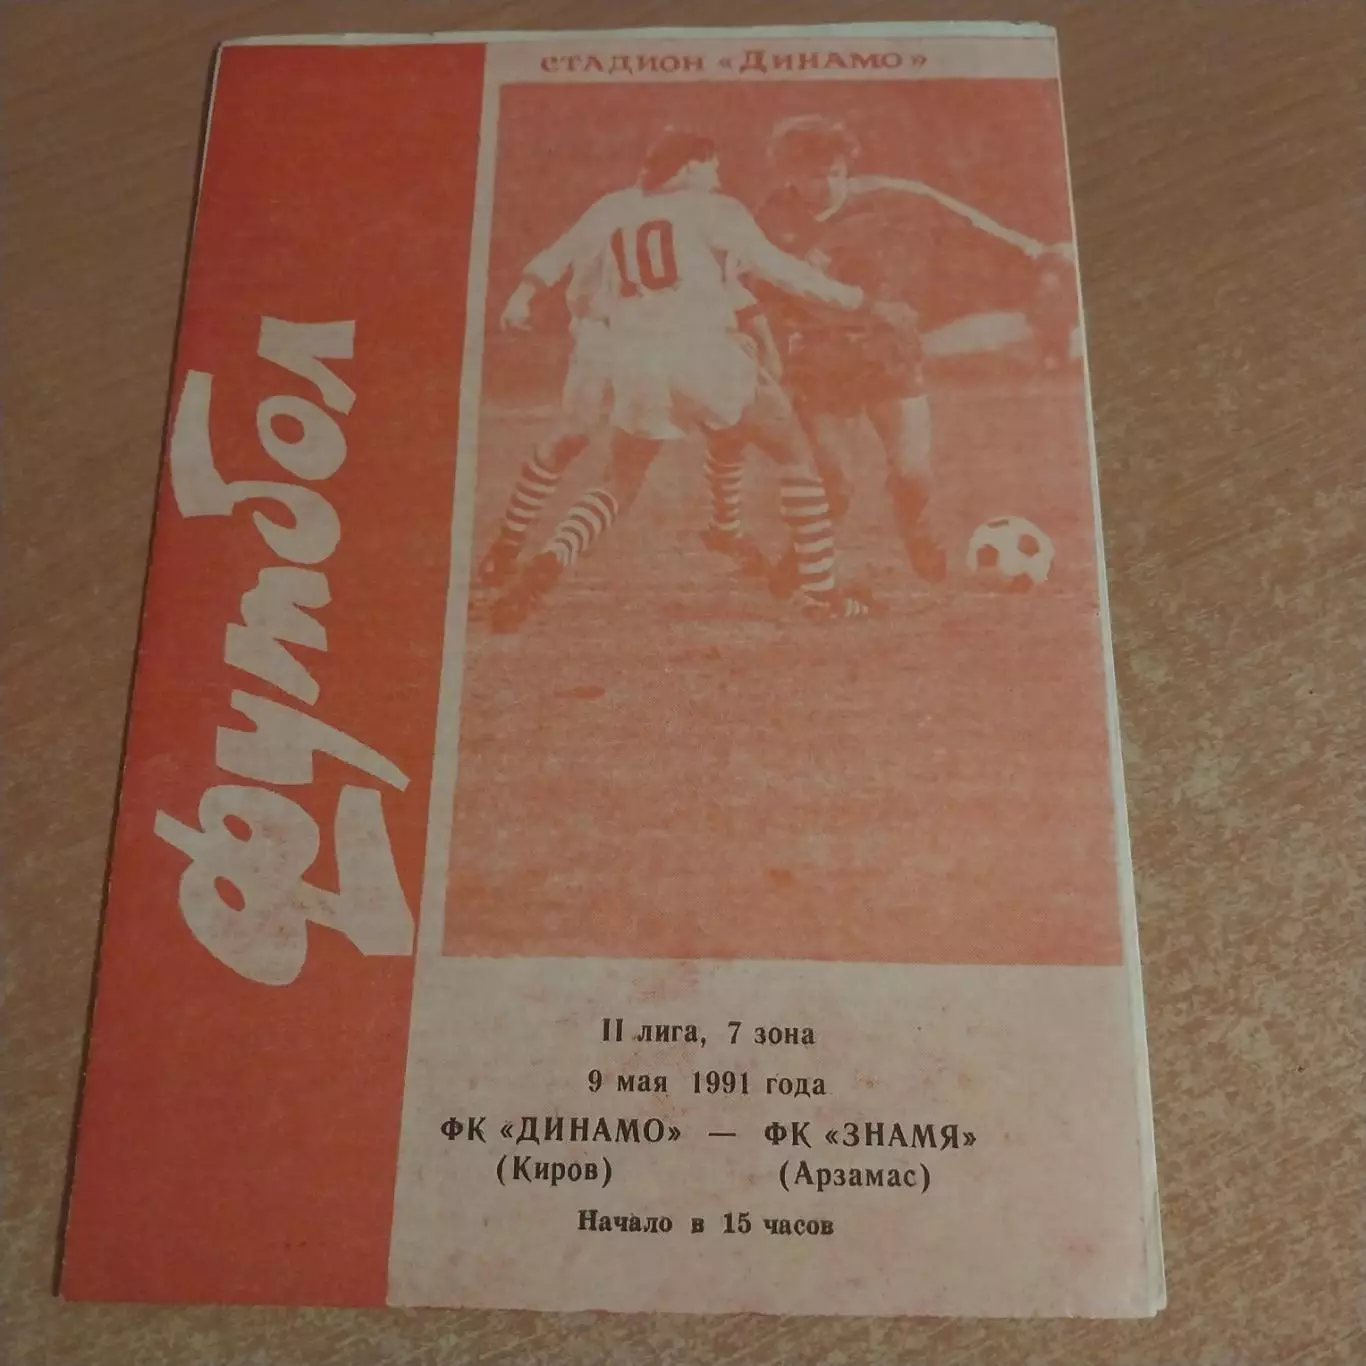 СТАДИОН «ДИНАМО»
футбол
10
II лига, 7 зона
9 мая 1991 года
ФК «ДИНАМО» — ФК «ЗНАМЯ»
(Киров) (Арзамас)
Начало в 15 часов